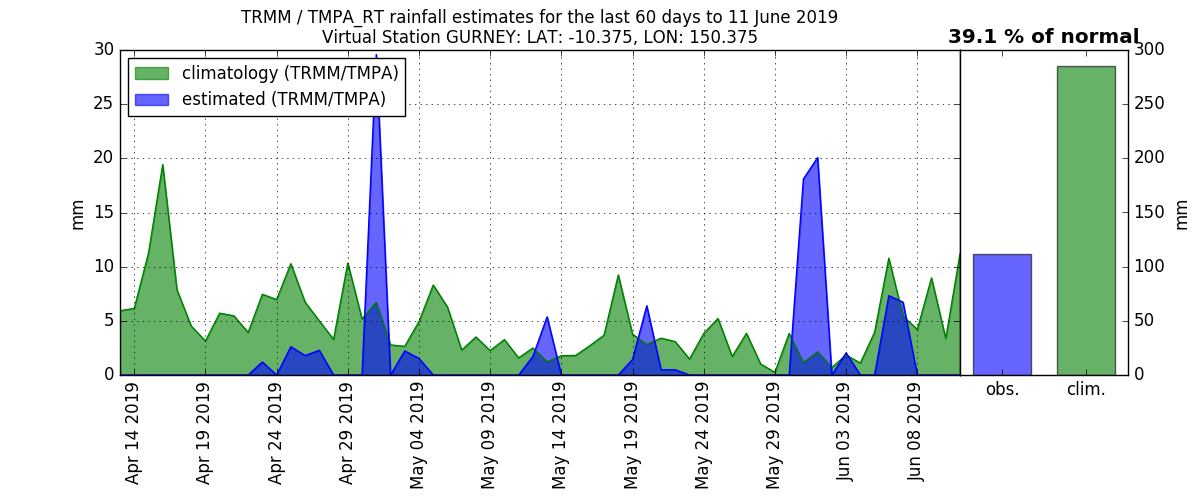 TRMM / TMPA_RT rainfall estimates for the last 60 days to 11 June 2019
Virtual Station GURNEY: LAT: -10.375, LON: 150.375
39.1 % of normal
climatology (TRMM/TMPA)
estimated (TRMM/TMPA)
30
25
20
15
10
5
0
mm
Apr 14 2019
Apr 19 2019
Apr 24 2019
Apr 29 2019
May 04 2019
May 09 2019
May 14 2019
May 19 2019
May 24 2019
May 29 2019
Jun 03 2019
Jun 08 2019
obs.
clim.
300
250
200
150
100
50
0
mm